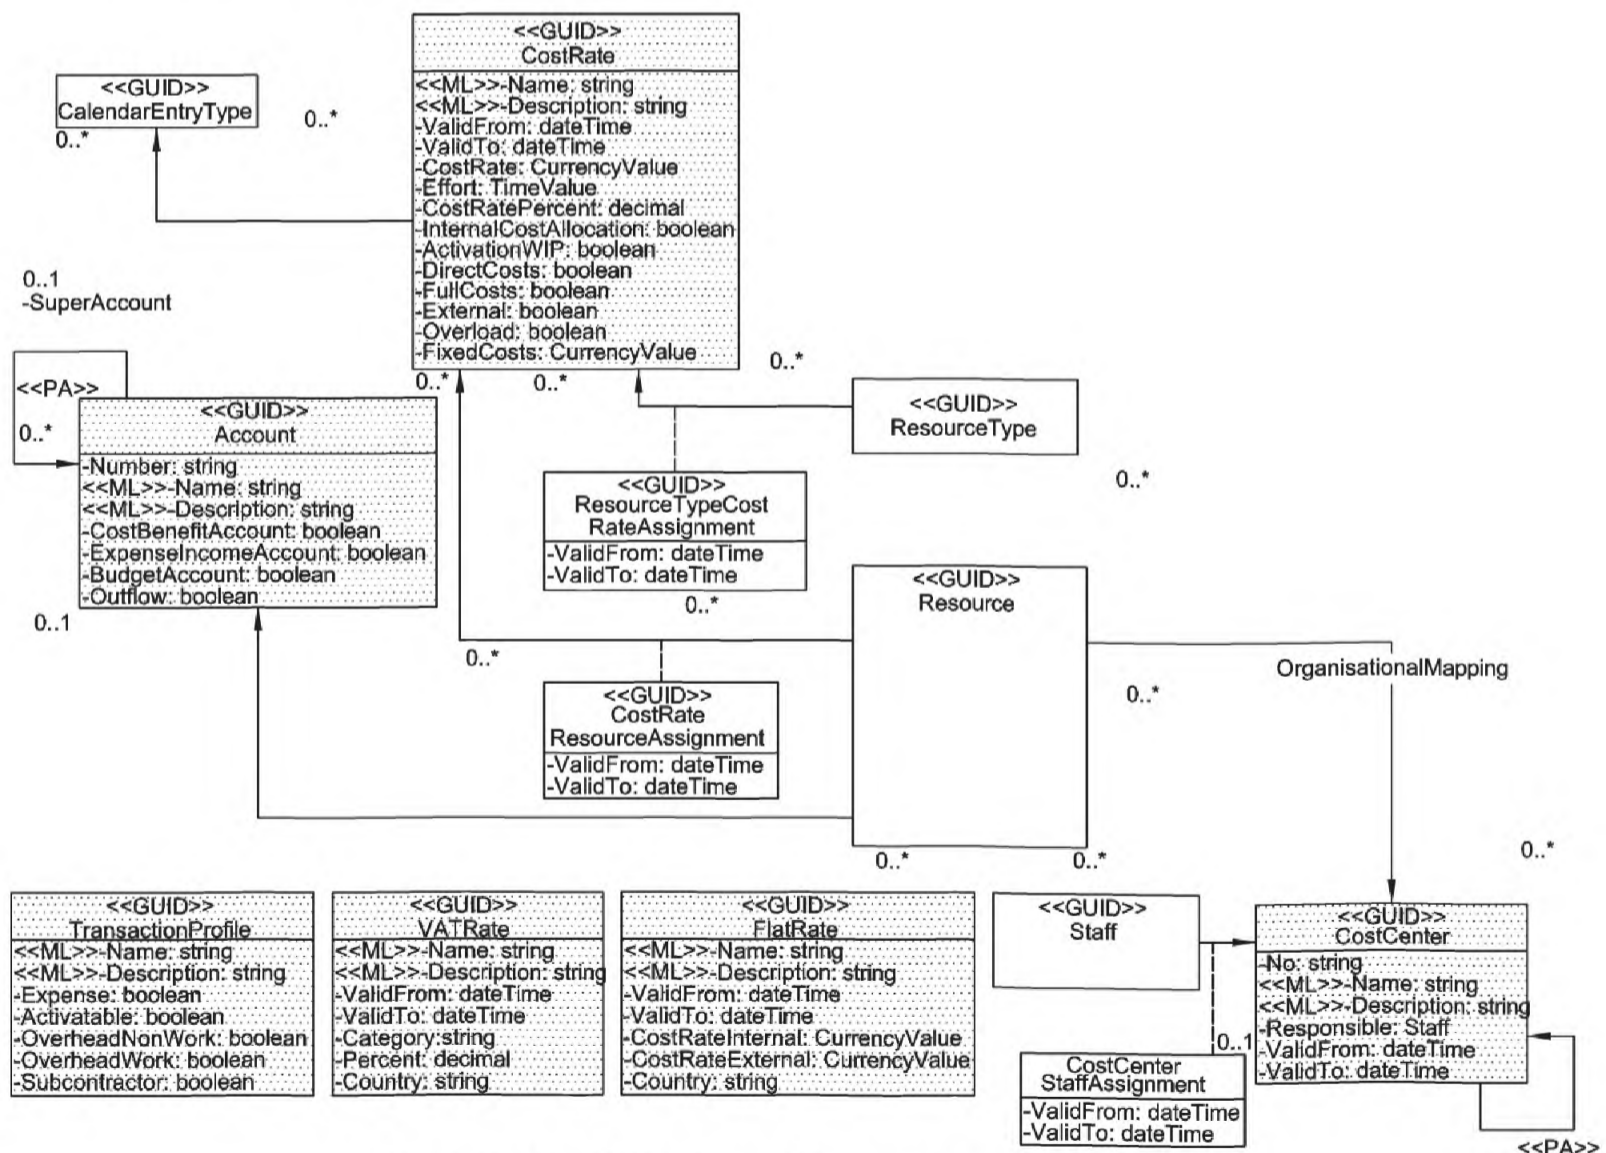 <<GUID>>
CostRate
<<ML>>-Name: string
<<ML>>-Description: string
-ValidFrom: dateTime
-ValidTo: dateTime
-CostRate: CurrencyValue
-Effort: TimeValue
-CostRatePercent: decimal
-InternalCostAllocation: boolean
-ActivationWIP: boolean
-DirectCosts: boolean
-FullCosts: boolean
-External: boolean
-Overload: boolean
-FixedCosts: CurrencyValue
<<GUID>>
CalendarEntryType
0..*
0..*
0..1
-SuperAccount
<<PA>>
0..*
<<GUID>>
Account
-Number: string
<<ML>>-Name: string
<<ML>>-Description: string
-CostBenefitAccount: boolean
-ExpenseIncomeAccount: boolean
-BudgetAccount: boolean
-Outflow: boolean
0..1
0..*
0..*
0..*
<<GUID>>
ResourceType
0..*
<<GUID>>
ResourceTypeCost
RateAssignment
-ValidFrom: dateTime
-ValidTo: dateTime
0..*
<<GUID>>
Resource
0..*
<<GUID>>
CostRate
ResourceAssignment
-ValidFrom: dateTime
-ValidTo: dateTime
OrganisationalMapping
0..*
0..*
0..*
0..*
<<GUID>>
TransactionProfile
<<ML>>-Name: string
<<ML>>-Description: string
-Expense: boolean
-Activatable: boolean
-OverheadNonWork: boolean
-OverheadWork: boolean
-Subcontractor: boolean
<<GUID>>
VATRate
<<ML>>-Name: string
<<ML>>-Description: string
-ValidFrom: dateTime
-ValidTo: dateTime
-Category:string
-Percent: decimal
-Country: string
<<GUID>>
FlatRate
<<ML>>-Name: string
<<ML>>-Description: string
-ValidFrom: dateTime
-ValidTo: dateTime
-CostRateInternal: CurrencyValue
-CostRateExternal: CurrencyValue
-Country: string
<<GUID>>
Staff
<<GUID>>
CostCenter
-No: string
<<ML>>-Name: string
<<ML>>-Description: string
-Responsible: Staff
-ValidFrom: dateTime
-ValidTo: dateTime
0..1
CostCenter
StaffAssignment
-ValidFrom: dateTime
-ValidTo: dateTime
<<PA>>